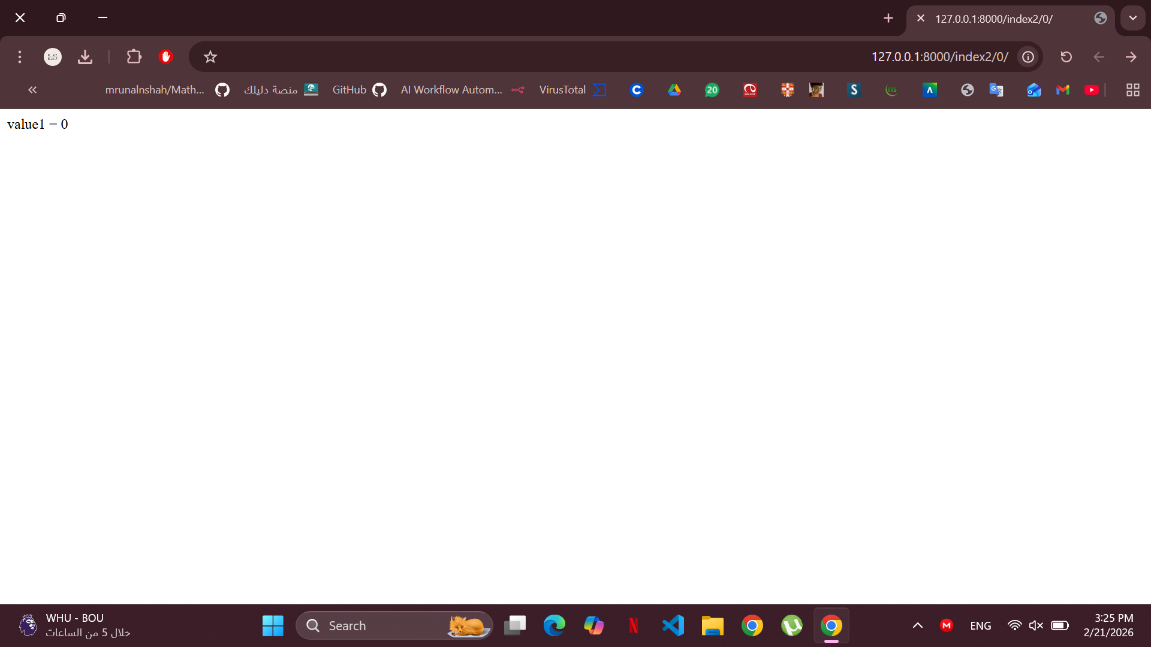 127.0.0.1:8000/index2/0/
127.0.0.1:8000/index2/0/
mrunalnshah/Math...
منصة دليلك
GitHub
AI Workflow Autom...
VirusTotal
20
value1 = 0
WHU - BOU
خلال 5 من الساعات
Search
ENG
3:25 PM
2/21/2026